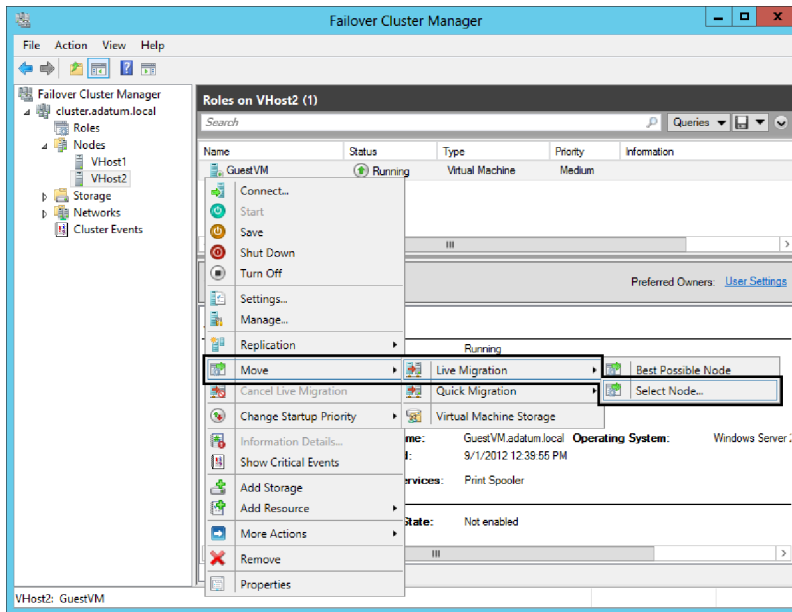 Failover Cluster Manager
File Action View Help
Failover Cluster Manager
cluster.adatum.local
Roles
Nodes
VHost1
VHost2
Storage
Networks
Cluster Events
Roles on VHost2 (1)
Search
Queries
Name Status Type Priority Information
GuestVM Running Virtual Machine Medium
Connect...
Start
Save
Shut Down
Turn Off
Settings...
Manage...
Replication
Move
Cancel Live Migration
Change Startup Priority
Information Details...
Show Critical Events
Add Storage
Add Resource
More Actions
Remove
Properties
Live Migration
Quick Migration
Virtual Machine Storage
Best Possible Node
Select Node...
Preferred Owners: User Settings
Running
me: GuestVM.adatum.local Operating System: Windows Server
d: 9/1/2012 12:39:55 PM
ervices: Print Spooler
State: Not enabled
VHost2: GuestVM